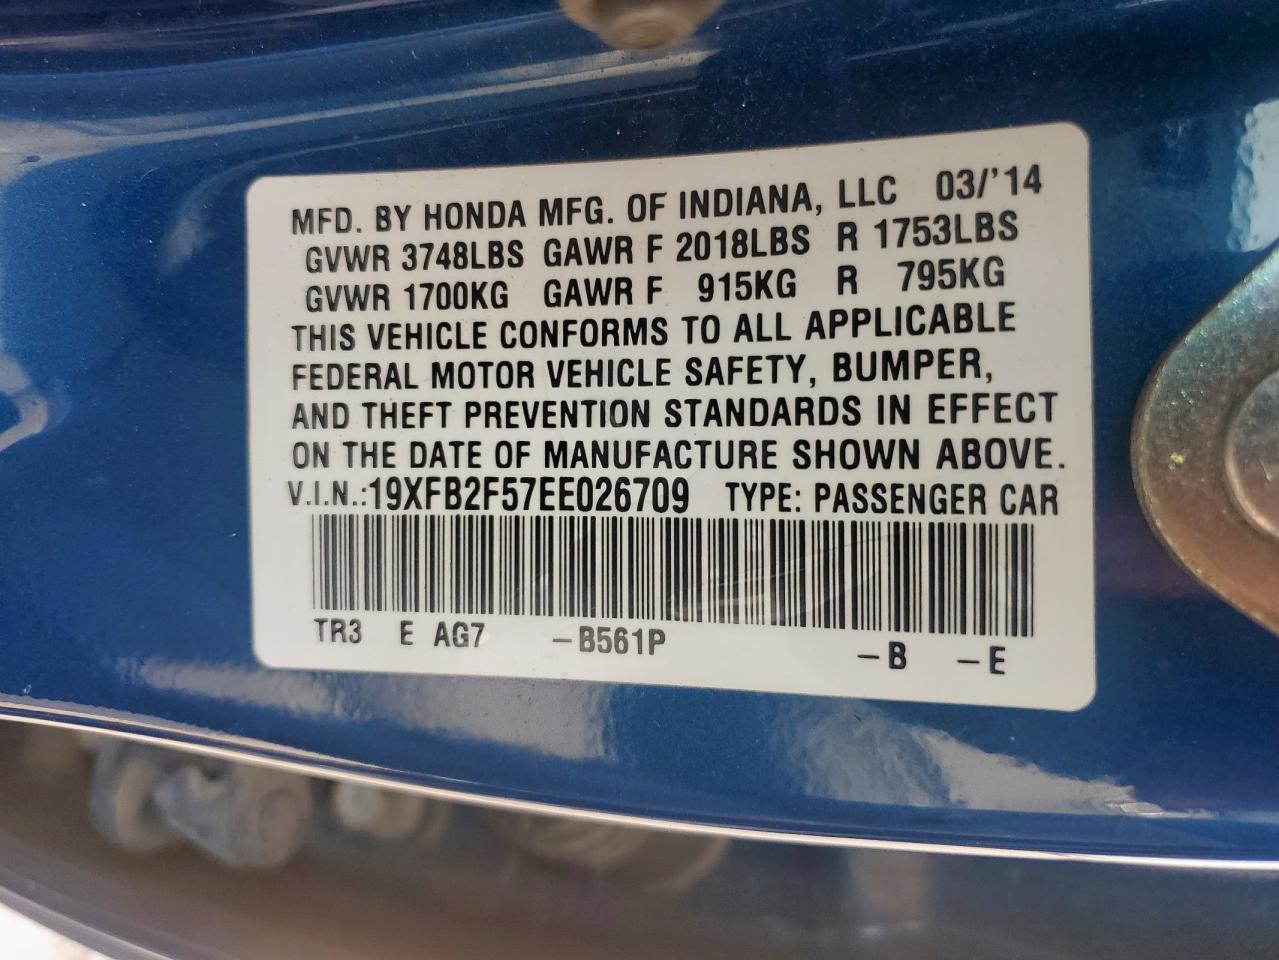 MFD. BY HONDA MFG. OF INDIANA, LLC 03/'14
GVWR 3748LBS GAWR F 2018LBS R 1753LBS
GVWR 1700KG GAWR F 915KG R 795KG
THIS VEHICLE CONFORMS TO ALL APPLICABLE
FEDERAL MOTOR VEHICLE SAFETY, BUMPER,
AND THEFT PREVENTION STANDARDS IN EFFECT
ON THE DATE OF MANUFACTURE SHOWN ABOVE.
V.I.N.:19XFB2F57EE026709 TYPE: PASSENGER CAR
TR3 E AG7 -B561P -B -E